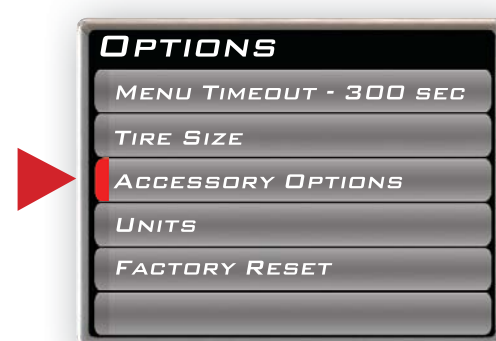 OPTIONS
MENU TIMEOUT - 300 SEC
TIRE SIZE
ACCESSORY OPTIONS
UNITS
FACTORY RESET